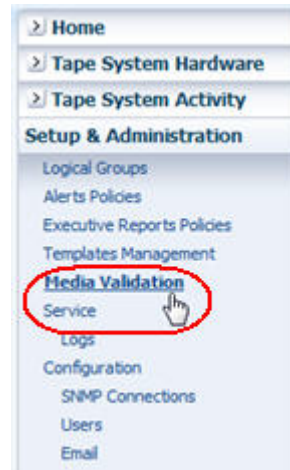 Home
Tape System Hardware
Tape System Activity
Setup & Administration
Logical Groups
Alerts Policies
Executive Reports Policies
Templates Management
Media Validation
Service
Logs
Configuration
SNMP Connections
Users
Email